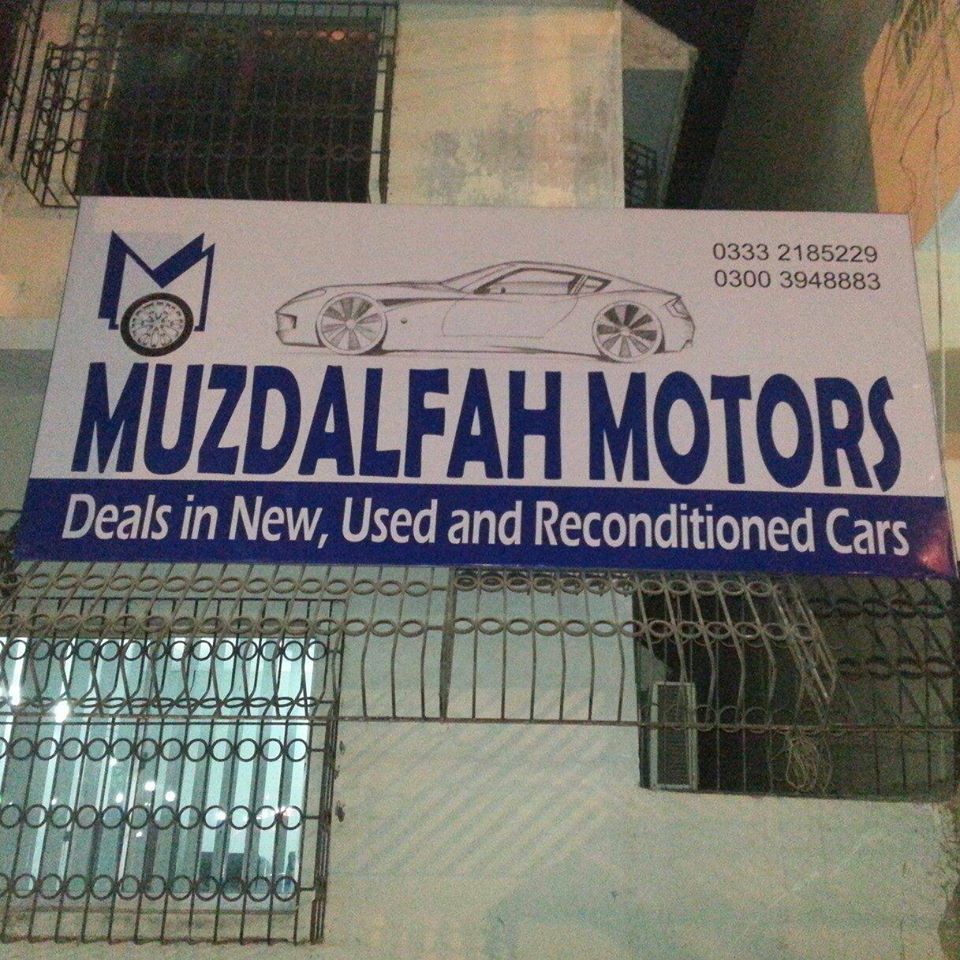 M
0333 2185229
0300 3948883
MUZDALFAH MOTORS
Deals in New, Used and Reconditioned Cars